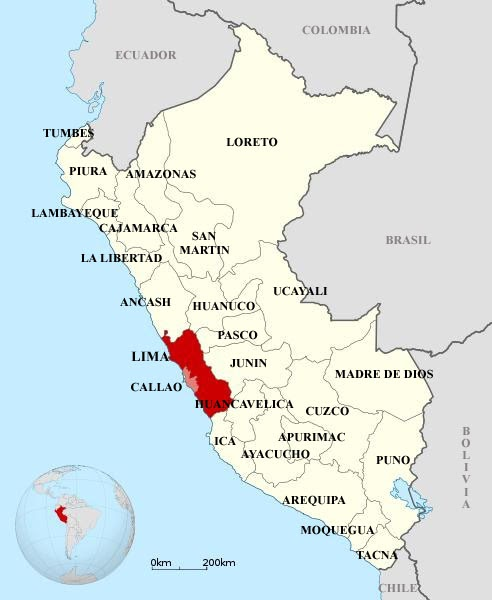 COLOMBIA
ECUADOR
TUMBES
LORETO
PIURA
AMAZONAS
LAMBAYEQUE
CAJAMARCA
SAN
MARTIN
BRASIL
LA LIBERTAD
UCAYALI
ANCASH
HUANUCO
PASCO
LIMA
JUNIN
MADRE DE DIOS
CALLAO
HUANCAVELICA
CUZCO
ICA
APURIMAC
AYACUCHO
PUNO
BOLIVIA
AREQUIPA
MOQUEGUA
TACNA
0km 200km
CHILE